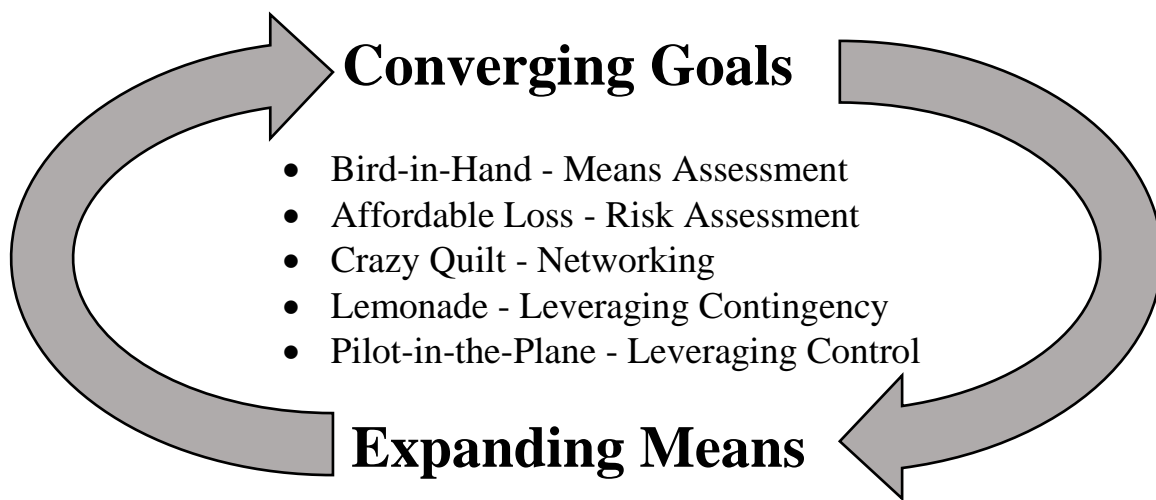 Converging Goals
• Bird-in-Hand - Means Assessment
• Affordable Loss - Risk Assessment
• Crazy Quilt - Networking
• Lemonade - Leveraging Contingency
• Pilot-in-the-Plane - Leveraging Control
Expanding Means